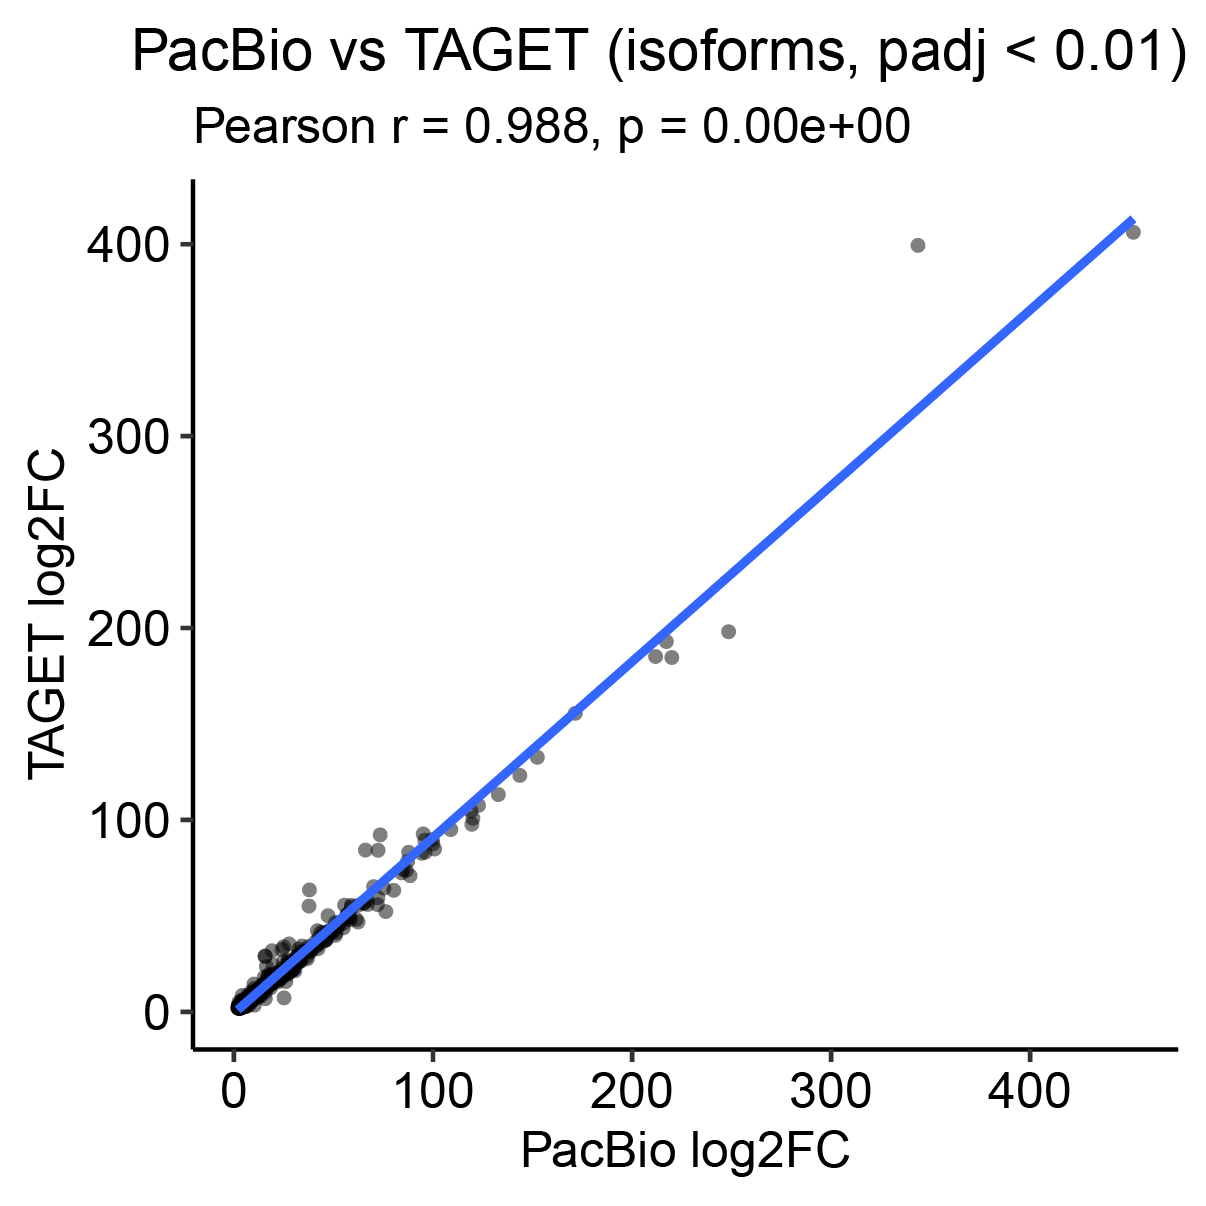 PacBio vs TAGET (isoforms, padj < 0.01)
Pearson r = 0.988, p = 0.00e+00
400
300
200
100
0
TAGET log2FC
0 100 200 300 400
PacBio log2FC